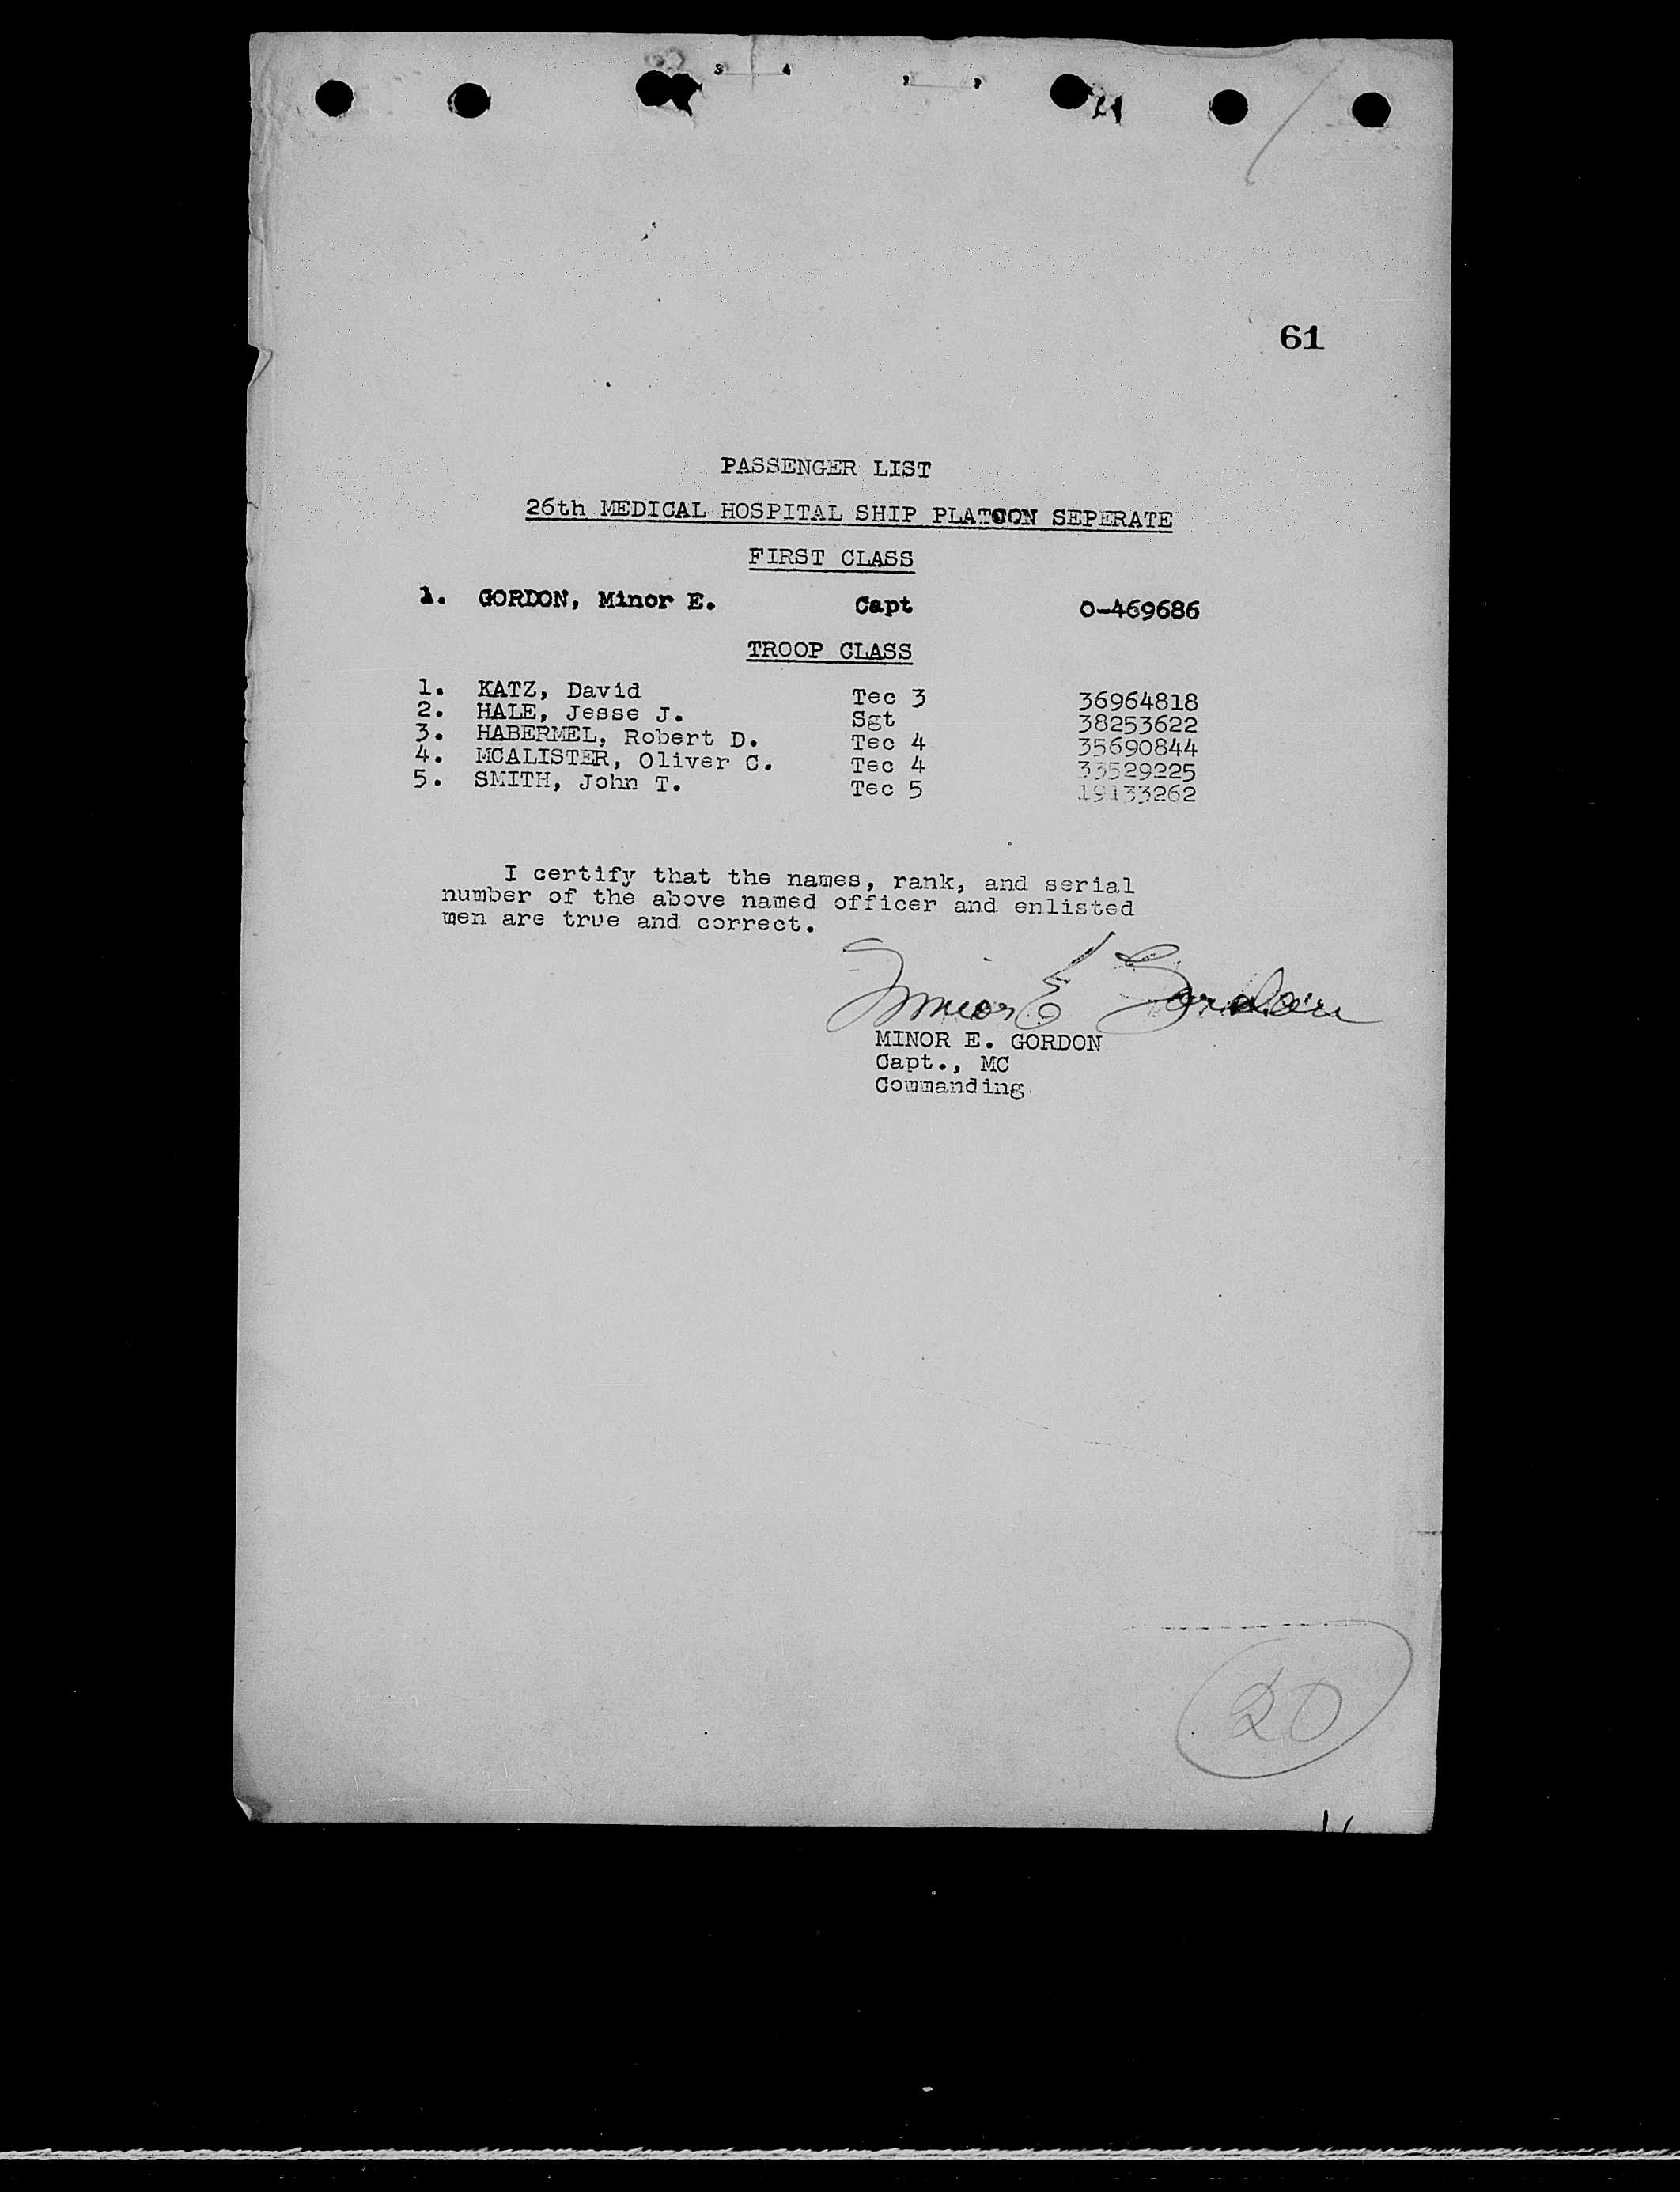 61
PASSENGER LIST
26th MEDICAL HOSPITAL SHIP PLATOON SEPERATE
FIRST CLASS
1. GORDON, Minor E. Capt O-469686
TROOP CLASS
1. KATZ, David Tec 3 36964818
2. HALE, Jesse J. Sgt 38253622
3. HABERMEL, Robert D. Tec 4 35690844
4. MCALISTER, Oliver C. Tec 4 33529225
5. SMITH, John T. Tec 5 19133262
I certify that the names, rank, and serial
number of the above named officer and enlisted
men are true and correct.
Minor E Gordon
MINOR E. GORDON
Capt., MC
Commanding
20